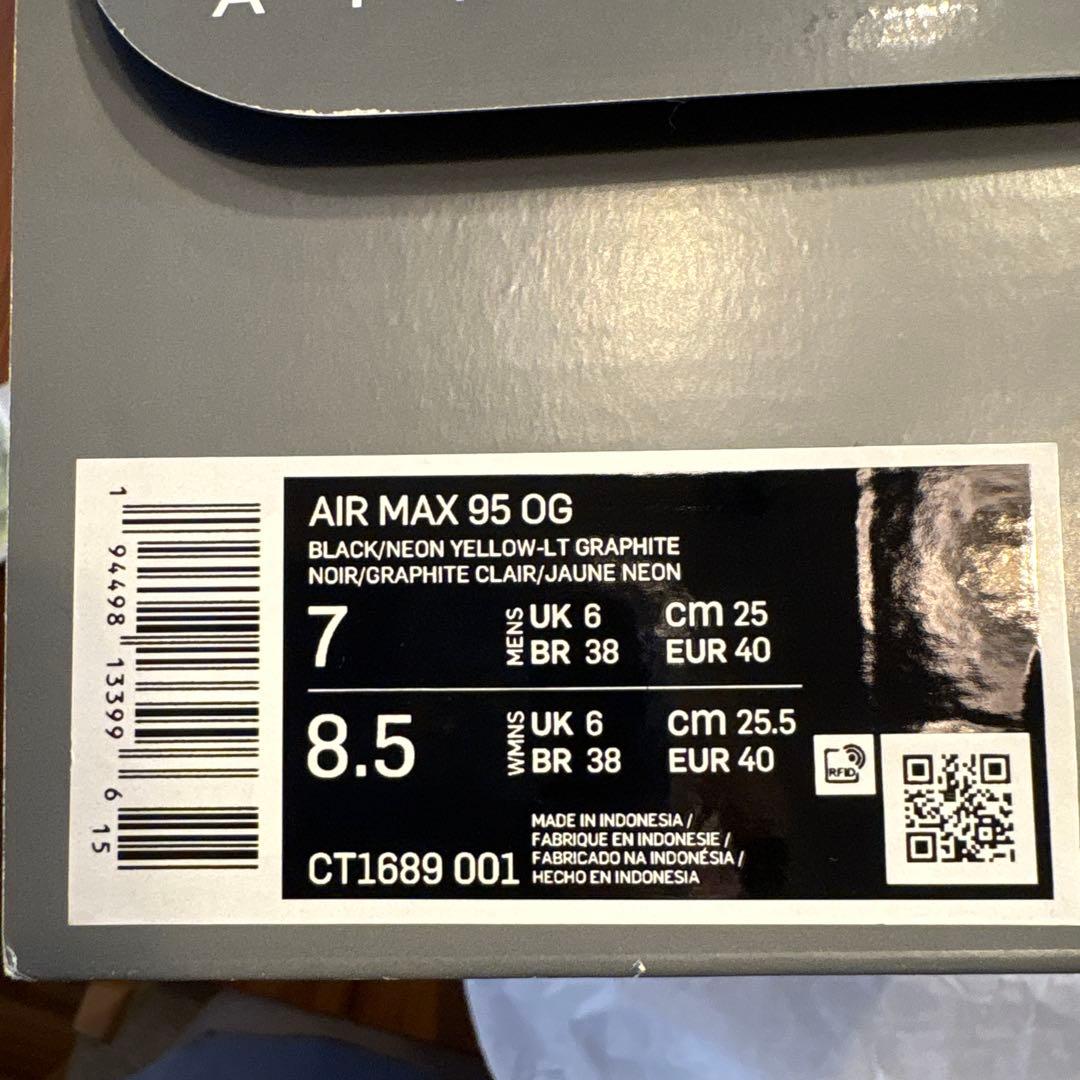 AIR MAX 95 OG
BLACK/NEON YELLOW-LT GRAPHITE
NOIR/GRAPHITE CLAIR/JAUNE NEON
7 MENS UK 6 cm 25
BR 38 EUR 40
8.5 WMNS UK 6 cm 25.5
BR 38 EUR 40
RFID
MADE IN INDONESIA /
FABRIQUE EN INDONESIE /
FABRICADO NA INDONÉSIA /
HECHO EN INDONESIA
CT1689 001
1 94498 13399 6 15